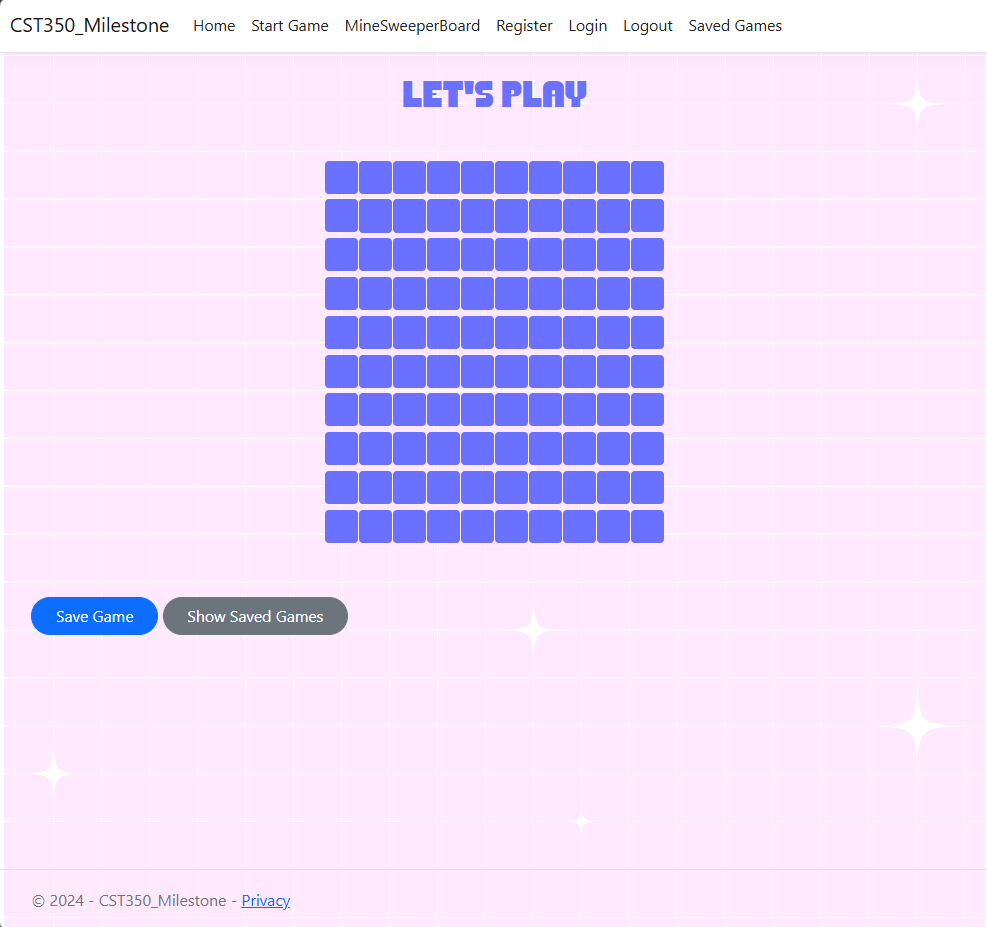 CST350_Milestone Home Start Game MineSweeperBoard Register Login Logout Saved Games
LET'S PLAY
Save Game Show Saved Games
© 2024 - CST350_Milestone - Privacy